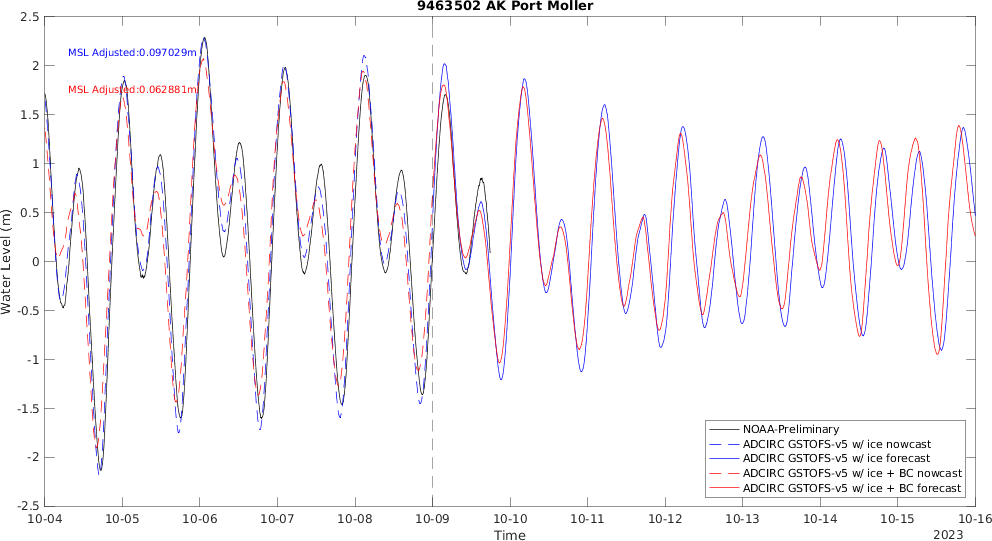 9463502 AK Port Moller
MSL Adjusted:0.097029m
MSL Adjusted:0.062881m
Water Level (m)
2.5
2
1.5
1
0.5
0
-0.5
-1
-1.5
-2
-2.5
NOAA-Preliminary
ADCIRC GSTOFS-v5 w/ ice nowcast
ADCIRC GSTOFS-v5 w/ ice forecast
ADCIRC GSTOFS-v5 w/ ice + BC nowcast
ADCIRC GSTOFS-v5 w/ ice + BC forecast
10-04 10-05 10-06 10-07 10-08 10-09 10-10 10-11 10-12 10-13 10-14 10-15 10-16
Time
2023